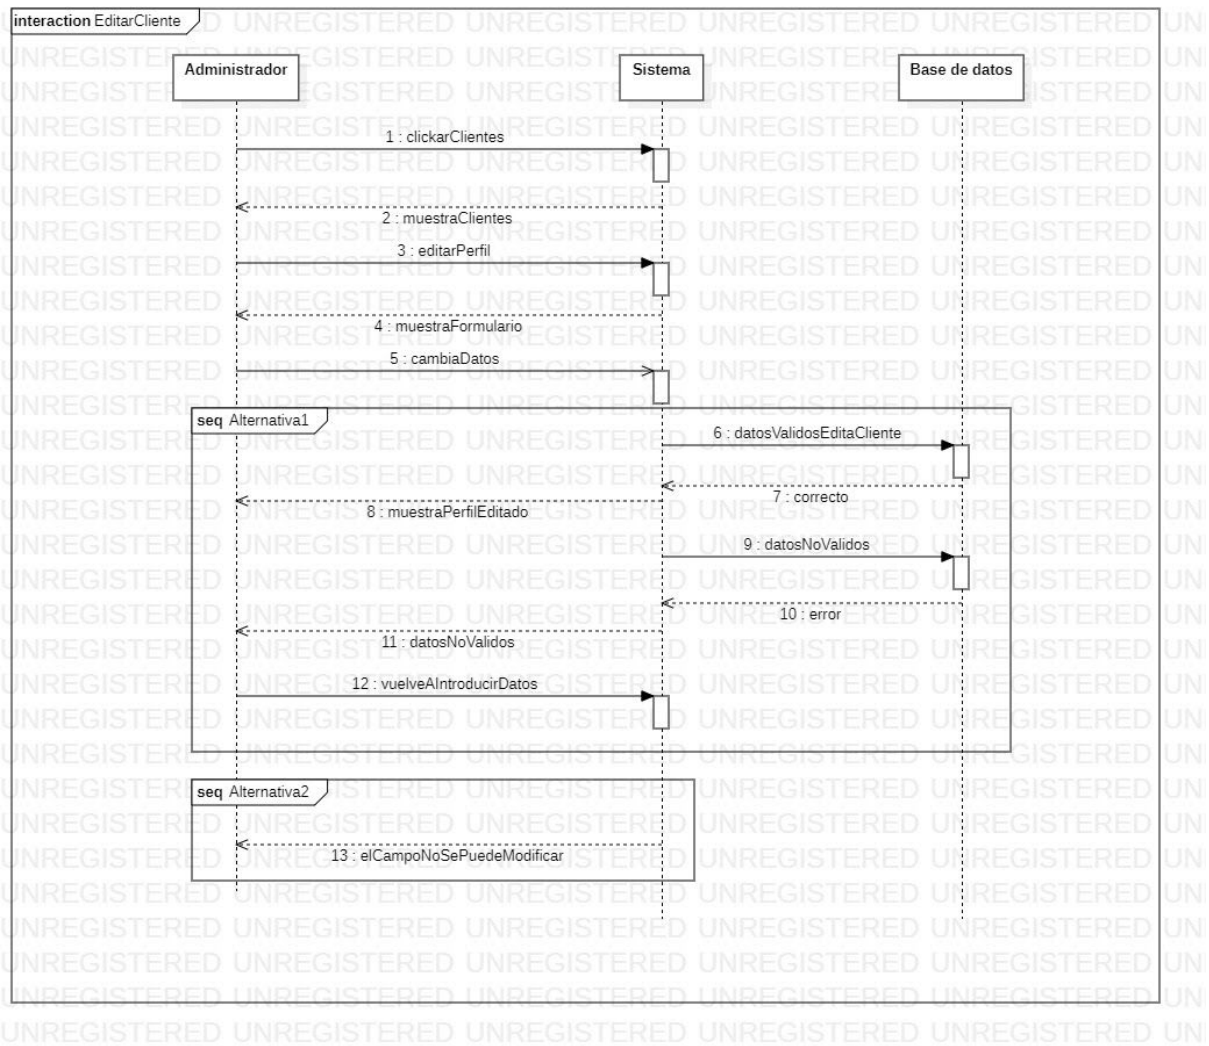 interaction EditarCliente
Administrador
Sistema
Base de datos
1 : clickarClientes
2 : muestraClientes
3 : editarPerfil
4 : muestraFormulario
5 : cambiaDatos
seq Alternativa1
6 : datosValidosEditaCliente
7 : correcto
8 : muestraPerfilEditado
9 : datosNoValidos
10 : error
11 : datosNoValidos
12 : vuelveAIntroducirDatos
seq Alternativa2
13 : elCampoNoSePuedeModificar
UNREGISTERED UNREGISTERED UNREGISTERED UNREGISTERED UNREGISTERED UN